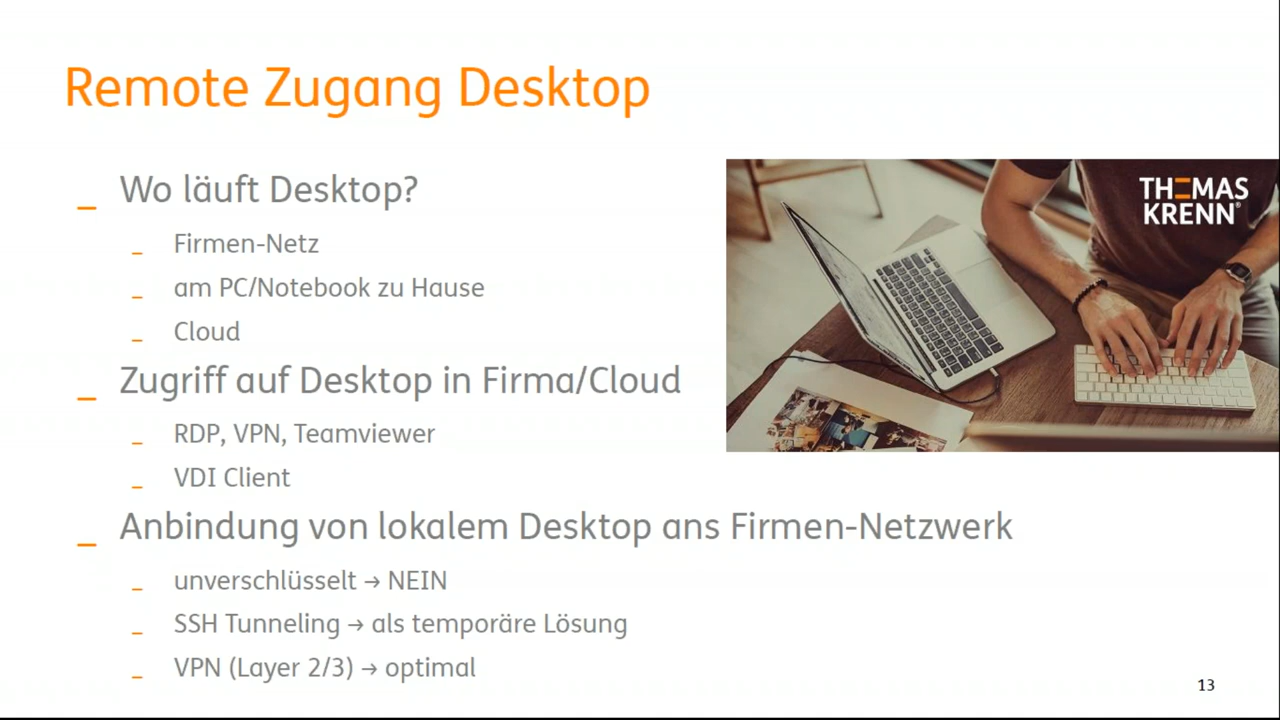 Remote Zugang Desktop
_ Wo läuft Desktop?
_ Firmen-Netz
_ am PC/Notebook zu Hause
_ Cloud
_ Zugriff auf Desktop in Firma/Cloud
_ RDP, VPN, Teamviewer
_ VDI Client
_ Anbindung von lokalem Desktop ans Firmen-Netzwerk
_ unverschlüsselt → NEIN
_ SSH Tunneling → als temporäre Lösung
_ VPN (Layer 2/3) → optimal
THOMAS
KRENN®
13